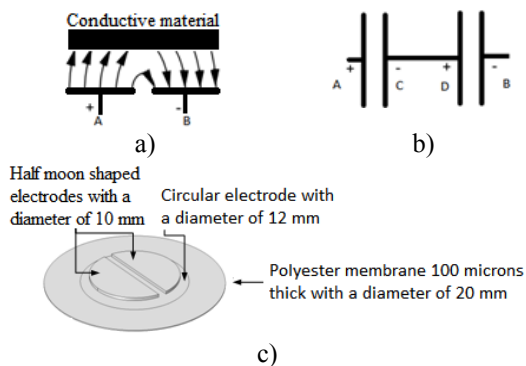 Conductive material
+
-
A
B
a)
+
-
+
-
A
C
D
B
b)
Half moon shaped
electrodes with a
diameter of 10 mm
Circular electrode with
a diameter of 12 mm
Polyester membrane 100 microns
thick with a diameter of 20 mm
c)